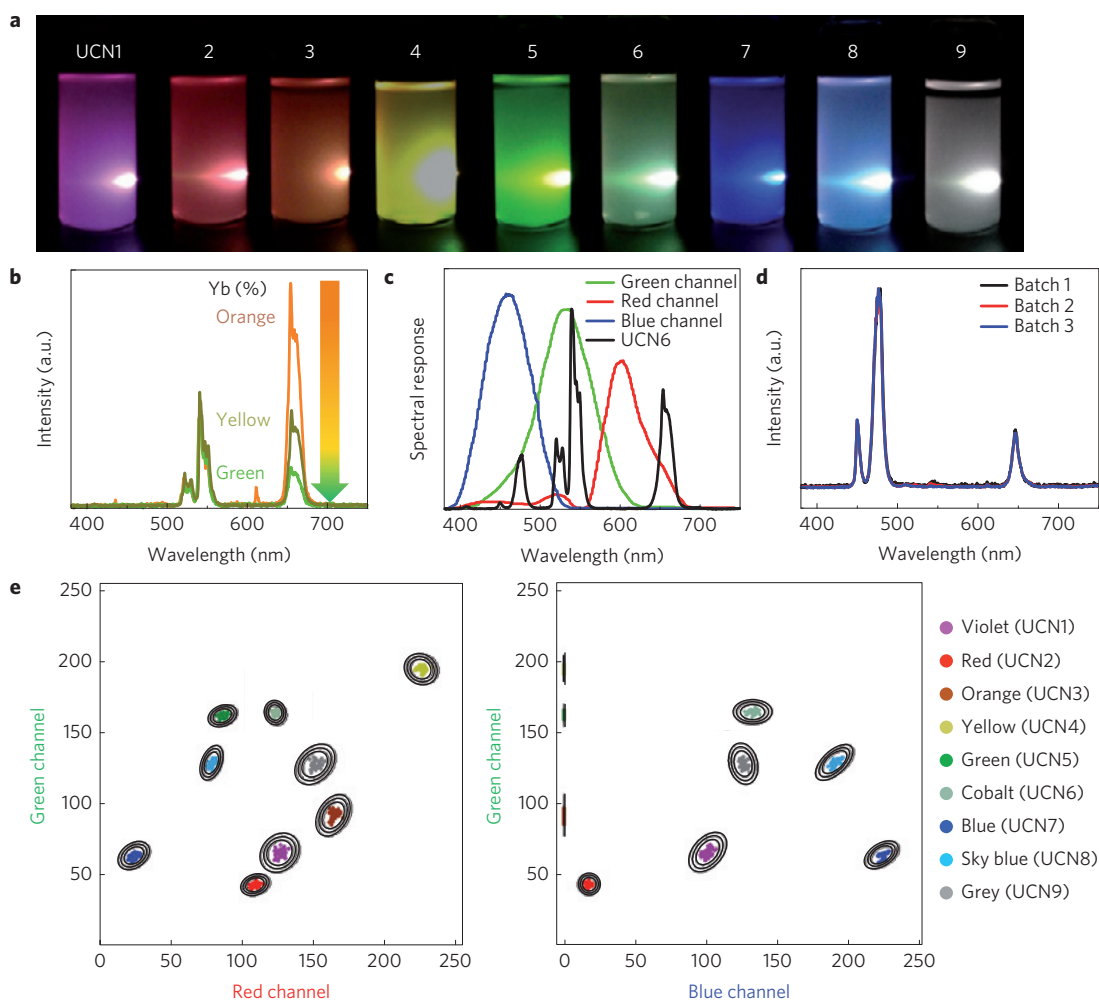 a
UCN1 2 3 4 5 6 7 8 9
b
Yb (%)
Orange
Yellow
Green
Intensity (a.u.)
400 500 600 700
Wavelength (nm)
c
Green channel
Red channel
Blue channel
UCN6
Spectral response
400 500 600 700
Wavelength (nm)
d
Batch 1
Batch 2
Batch 3
Intensity (a.u.)
400 500 600 700
Wavelength (nm)
e
250
200
150
100
50
Green channel
0 50 100 150 200 250
Red channel
250
200
150
100
50
Green channel
0 50 100 150 200 250
Blue channel
Violet (UCN1)
Red (UCN2)
Orange (UCN3)
Yellow (UCN4)
Green (UCN5)
Cobalt (UCN6)
Blue (UCN7)
Sky blue (UCN8)
Grey (UCN9)